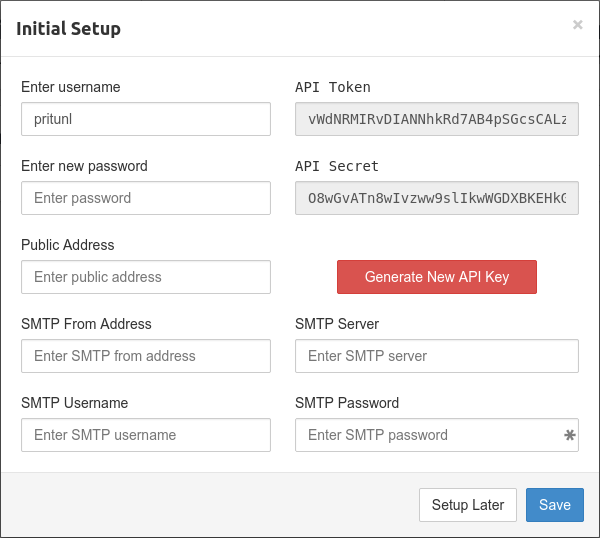 Initial Setup ×
Enter username API Token
pritunl vWdNRMIRvDIANNhkRd7AB4pSGcsCALz
Enter new password API Secret
Enter password O8wGvATn8wIvzww9slIkwWGDXBKEHkG
Public Address
Enter public address Generate New API Key
SMTP From Address SMTP Server
Enter SMTP from address Enter SMTP server
SMTP Username SMTP Password
Enter SMTP username Enter SMTP password
Setup Later Save